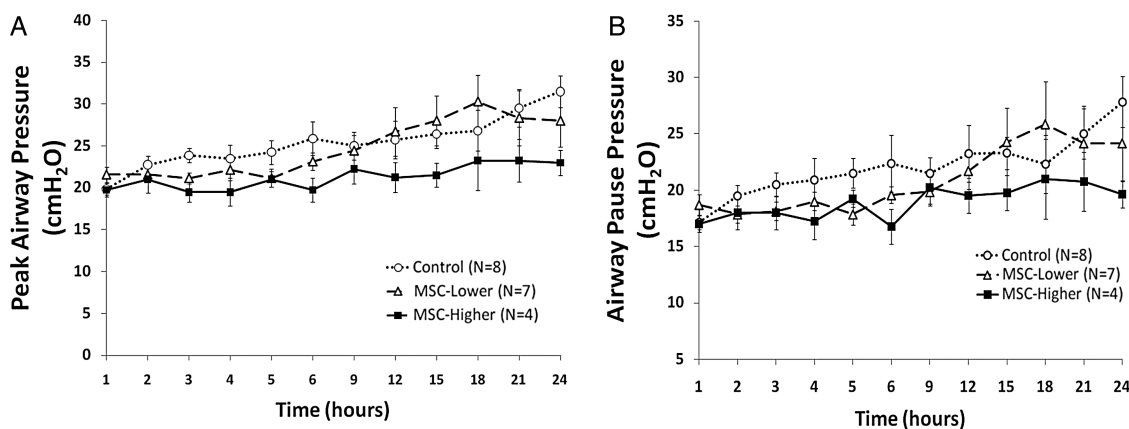 A
Peak Airway Pressure
(cmH2O)
40
35
30
25
20
15
10
5
0
Control (N=8)
MSC-Lower (N=7)
MSC-Higher (N=4)
1 2 3 4 5 6 9 12 15 18 21 24
Time (hours)
B
Airway Pause Pressure
(cmH2O)
35
30
25
20
15
10
5
Control (N=8)
MSC-Lower (N=7)
MSC-Higher (N=4)
1 2 3 4 5 6 9 12 15 18 21 24
Time (hours)